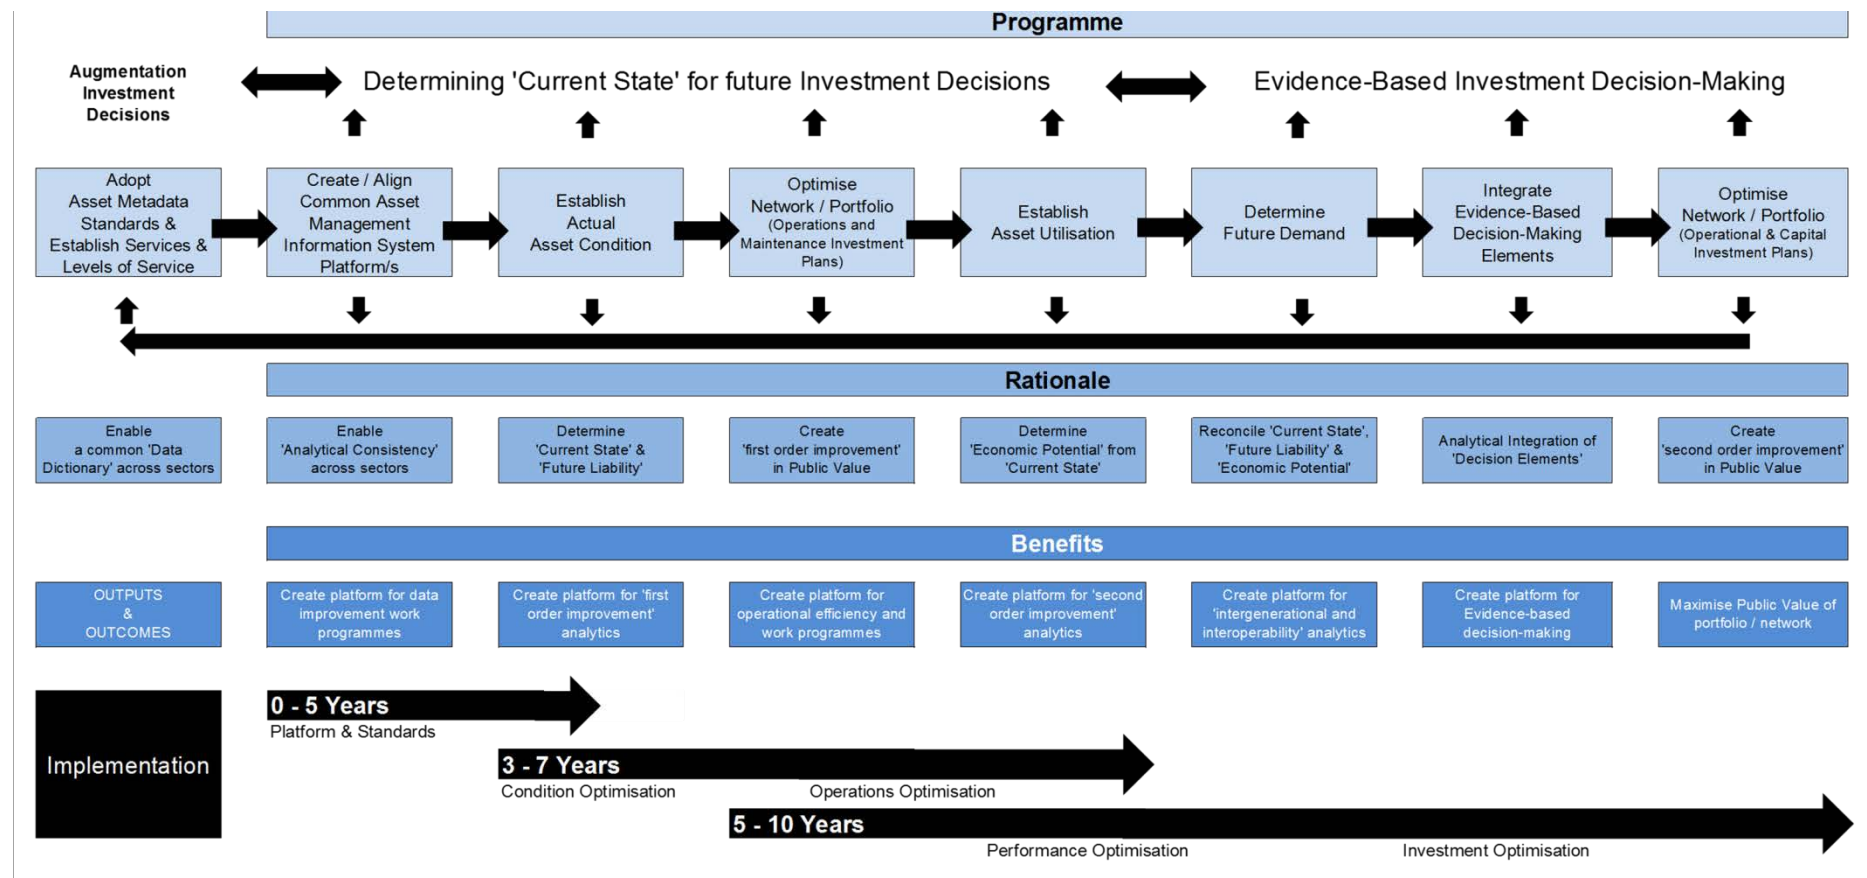 Programme
Augmentation
Investment
Decisions
Determining 'Current State' for future Investment Decisions
Evidence-Based Investment Decision-Making
Adopt
Asset Metadata
Standards &
Establish Services &
Levels of Service
Create / Align
Common Asset
Management
Information System
Platform/s
Establish
Actual
Asset Condition
Optimise
Network / Portfolio
(Operations and
Maintenance Investment
Plans)
Establish
Asset Utilisation
Determine
Future Demand
Integrate
Evidence-Based
Decision-Making
Elements
Optimise
Network / Portfolio
(Operational & Capital
Investment Plans)
Rationale
Enable
a common 'Data
Dictionary' across sectors
Enable
'Analytical Consistency'
across sectors
Determine
'Current State' &
'Future Liability'
Create
'first order improvement'
in Public Value
Determine
'Economic Potential' from
'Current State'
Reconcile 'Current State',
'Future Liability' &
'Economic Potential'
Analytical Integration of
'Decision Elements'
Create
'second order improvement'
in Public Value
Benefits
OUTPUTS
&
OUTCOMES
Create platform for data
improvement work
programmes
Create platform for 'first
order improvement'
analytics
Create platform for
operational efficiency and
work programmes
Create platform for 'second
order improvement'
analytics
Create platform for
'intergenerational and
interoperability' analytics
Create platform for
Evidence-based
decision-making
Maximise Public Value of
portfolio / network
Implementation
0 - 5 Years
Platform & Standards
3 - 7 Years
Condition Optimisation
Operations Optimisation
5 - 10 Years
Performance Optimisation
Investment Optimisation